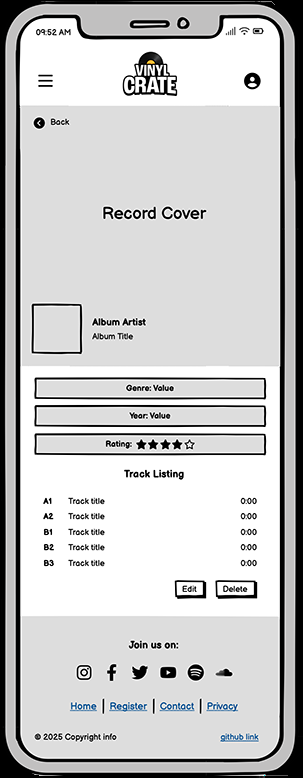 09:52 AM
VINYL
CRATE
Back
Record Cover
Album Artist
Album Title
Genre: Value
Year: Value
Rating:
Track Listing
A1 Track title 0:00
A2 Track title 0:00
B1 Track title 0:00
B2 Track title 0:00
B3 Track title 0:00
Edit Delete
Join us on:
Home | Register | Contact | Privacy
© 2025 Copyright info github link